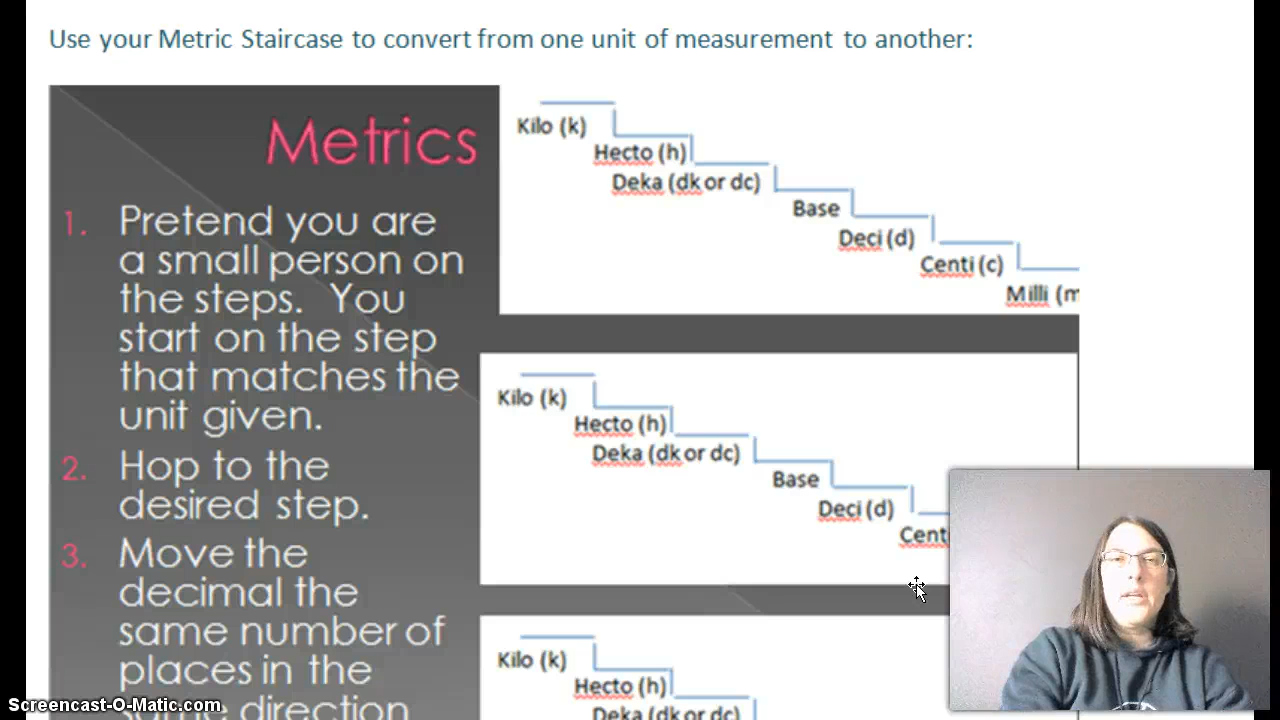 Use your Metric Staircase to convert from one unit of measurement to another:
Metrics
1. Pretend you are
a small person on
the steps. You
start on the step
that matches the
unit given.
2. Hop to the
desired step.
3. Move the
decimal the
same number of
places in the
same direction
Kilo (k)
Hecto (h)
Deka (dk or dc)
Base
Deci (d)
Centi (c)
Milli (m
Kilo (k)
Hecto (h)
Deka (dk or dc)
Base
Deci (d)
Cent
Kilo (k)
Hecto (h)
Deka (dk or dc)
Screencast-O-Matic.com